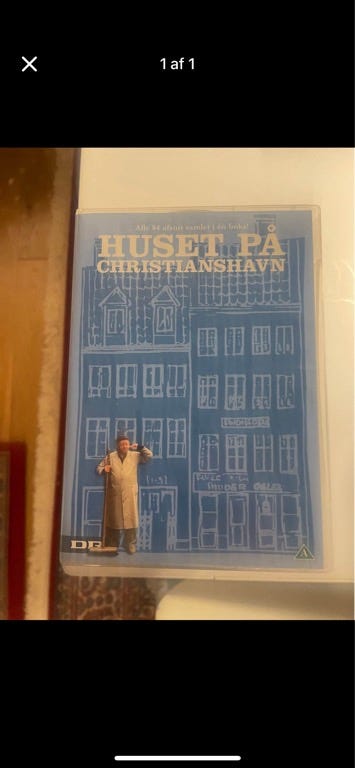 1 af 1
Alle 84 afsnit samlet i én boks!
HUSET PÅ
CHRISTIANSHAVN
DR
A